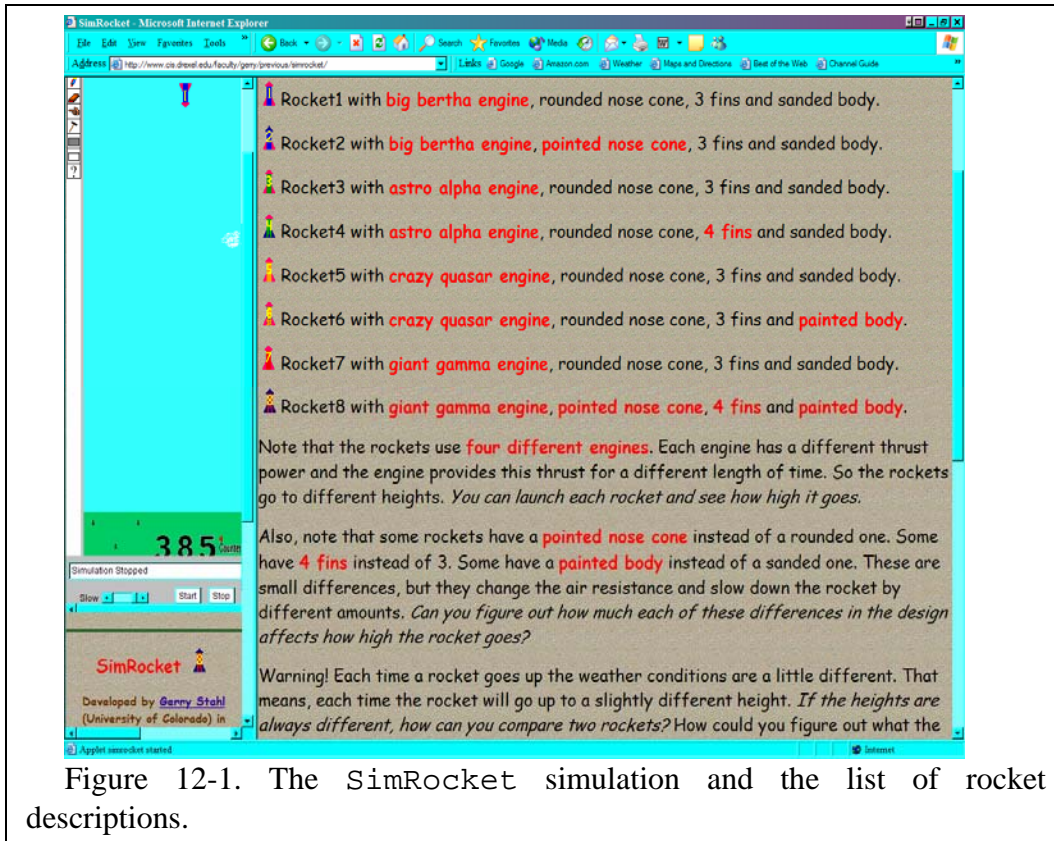 SimRocket - Microsoft Internet Explorer
File Edit View Favorites Tools »
Back Search Favorites Media
Address http://www.cis.drexel.edu/faculty/gerry/previous/simrocket/ Links Google Amazon.com Weather Maps and Directions Best of the Web Channel Guide »
Rocket1 with big bertha engine, rounded nose cone, 3 fins and sanded body.
Rocket2 with big bertha engine, pointed nose cone, 3 fins and sanded body.
Rocket3 with astro alpha engine, rounded nose cone, 3 fins and sanded body.
Rocket4 with astro alpha engine, rounded nose cone, 4 fins and sanded body.
Rocket5 with crazy quasar engine, rounded nose cone, 3 fins and sanded body.
Rocket6 with crazy quasar engine, rounded nose cone, 3 fins and painted body.
Rocket7 with giant gamma engine, rounded nose cone, 3 fins and sanded body.
Rocket8 with giant gamma engine, pointed nose cone, 4 fins and painted body.
Note that the rockets use four different engines. Each engine has a different thrust
power and the engine provides this thrust for a different length of time. So the rockets
go to different heights. You can launch each rocket and see how high it goes.
Also, note that some rockets have a pointed nose cone instead of a rounded one. Some
have 4 fins instead of 3. Some have a painted body instead of a sanded one. These are
small differences, but they change the air resistance and slow down the rocket by
different amounts. Can you figure out how much each of these differences in the design
affects how high the rocket goes?
Warning! Each time a rocket goes up the weather conditions are a little different. That
means, each time the rocket will go up to a slightly different height. If the heights are
always different, how can you compare two rockets? How could you figure out what the
?
385
Simulation Stopped
Slow Start Stop
SimRocket
Developed by Gerry Stahl
(University of Colorado) in
Applet simrocket started Internet
Figure 12-1. The SimRocket simulation and the list of rocket
descriptions.